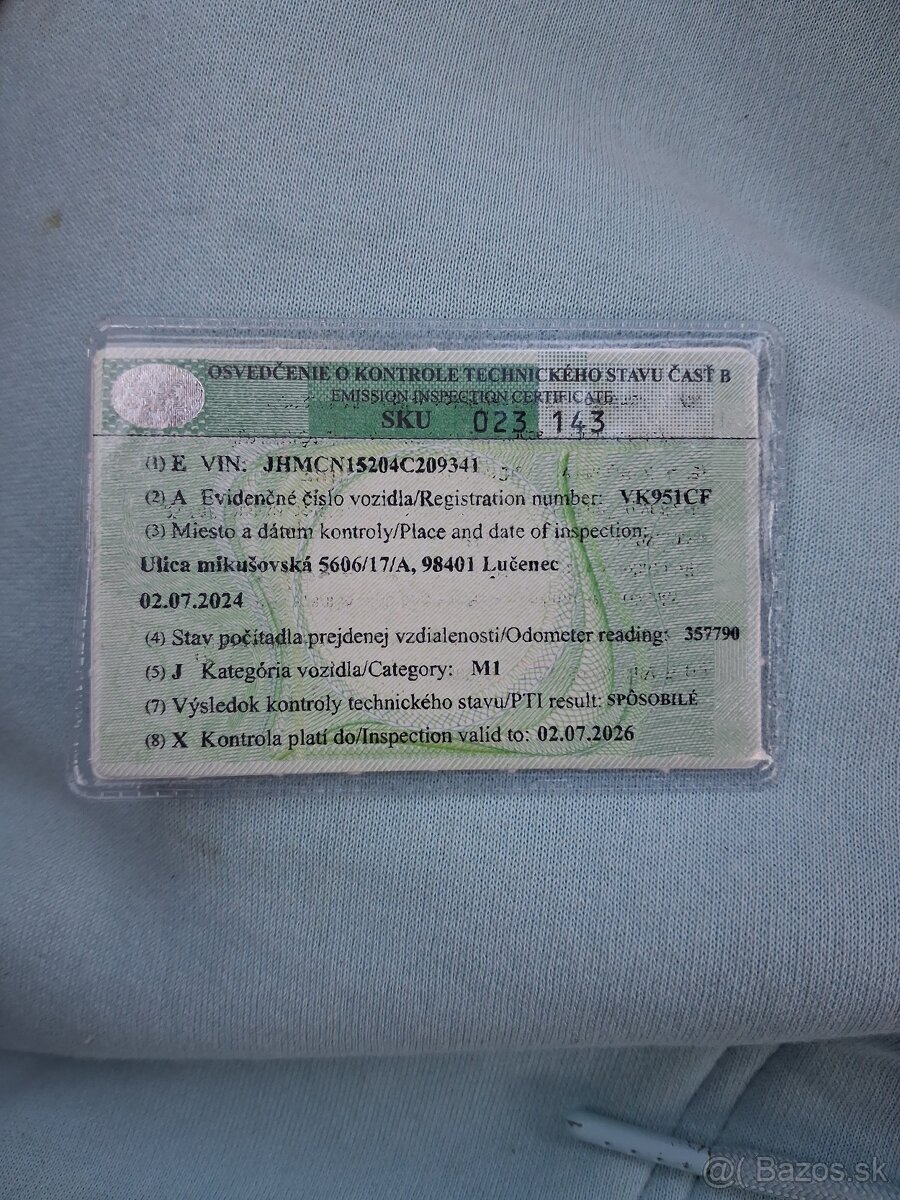 OSVEDČENIE O KONTROLE TECHNICKÉHO STAVU ČASŤ B
EMISSION INSPECTION CERTIFICATE
SKU 023 143
(1) E VIN: JHMCN15204C209341
(2) A Evidenčné číslo vozidla/Registration number: VK951CF
(3) Miesto a dátum kontroly/Place and date of inspection:
Ulica mikušovská 5606/17/A, 98401 Lučenec
02.07.2024
(4) Stav počítadla prejdenej vzdialenosti/Odometer reading: 357790
(5) J Kategória vozidla/Category: M1
(7) Výsledok kontroly technického stavu/PTI result: SPÔSOBILÉ
(8) X Kontrola platí do/Inspection valid to: 02.07.2026
@( Bazos.sk